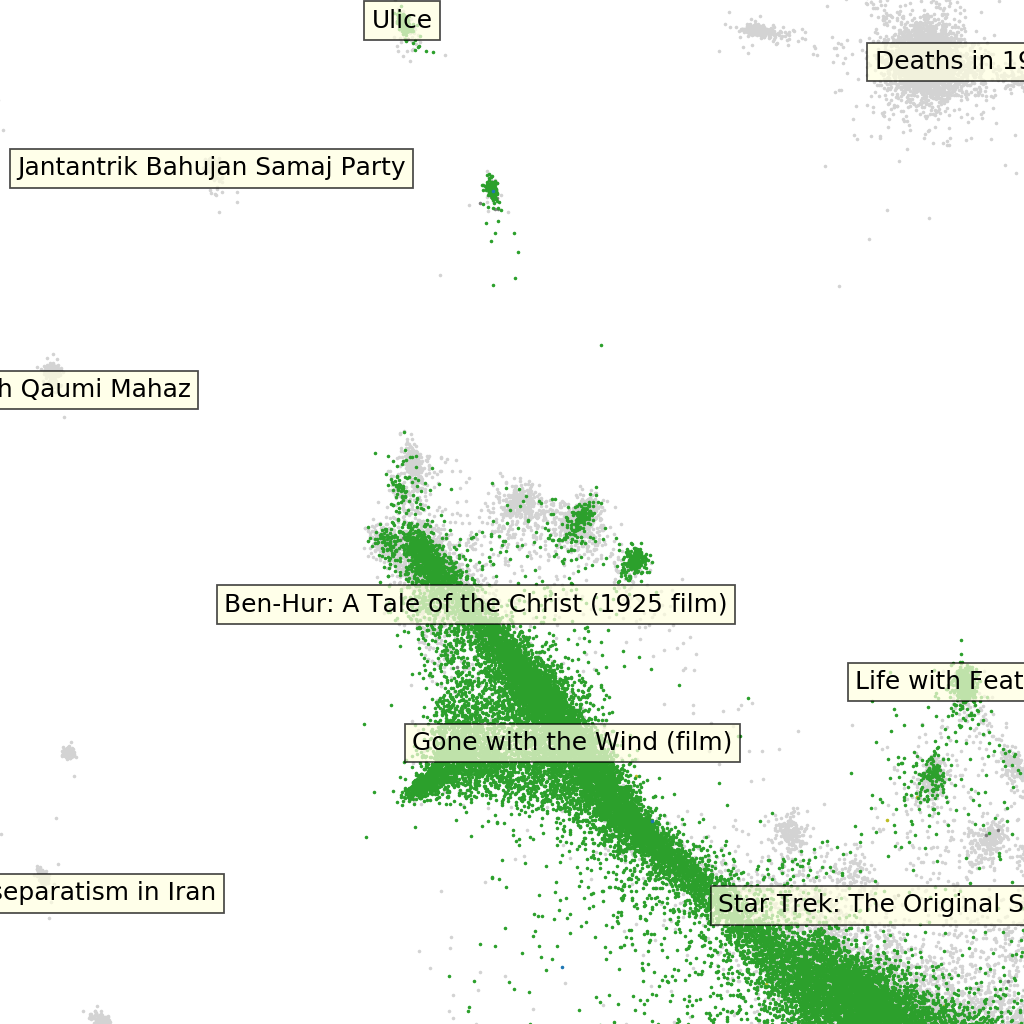 Ulice
Deaths in 19
Jantantrik Bahujan Samaj Party
h Qaumi Mahaz
Ben-Hur: A Tale of the Christ (1925 film)
Life with Feat
Gone with the Wind (film)
separatism in Iran
Star Trek: The Original S